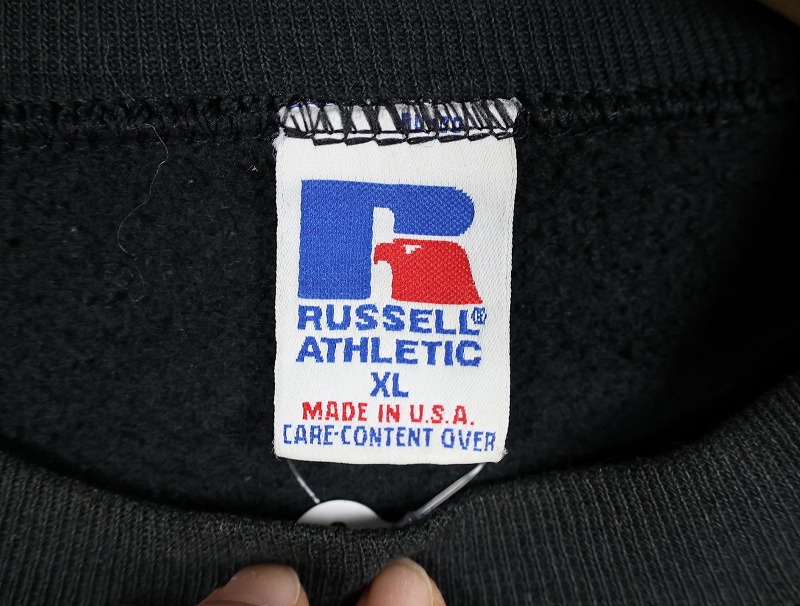 RUSSELL®
ATHLETIC
XL
MADE IN U.S.A.
CARE-CONTENT OVER